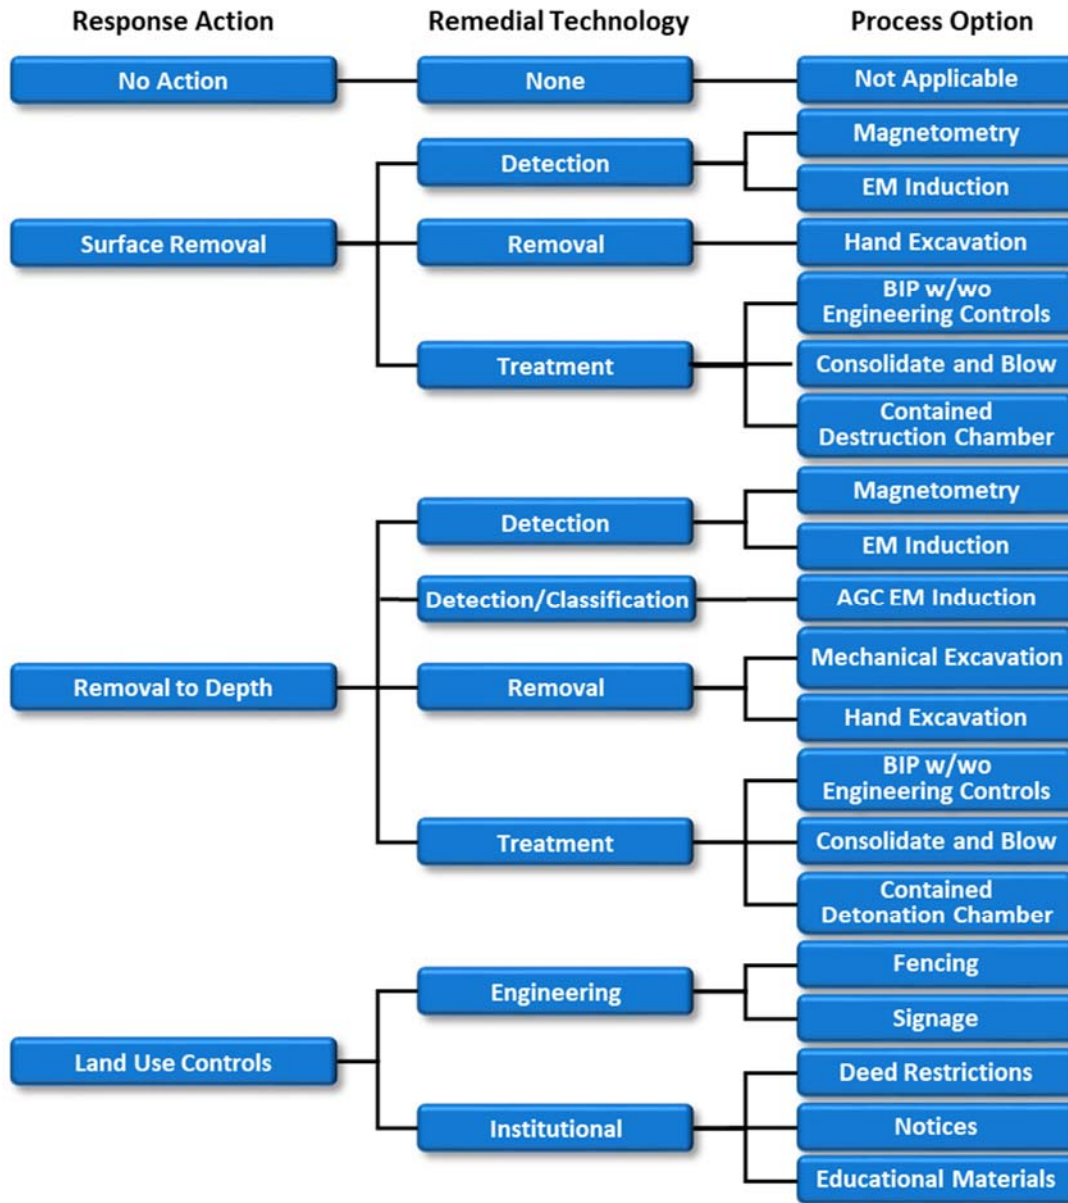 Response Action
Remedial Technology
Process Option
No Action
None
Not Applicable
Surface Removal
Detection
Magnetometry
EM Induction
Removal
Hand Excavation
Treatment
BIP w/wo
Engineering Controls
Consolidate and Blow
Contained
Destruction Chamber
Removal to Depth
Detection
Magnetometry
EM Induction
Detection/Classification
AGC EM Induction
Removal
Mechanical Excavation
Hand Excavation
Treatment
BIP w/wo
Engineering Controls
Consolidate and Blow
Contained
Detonation Chamber
Land Use Controls
Engineering
Fencing
Signage
Institutional
Deed Restrictions
Notices
Educational Materials